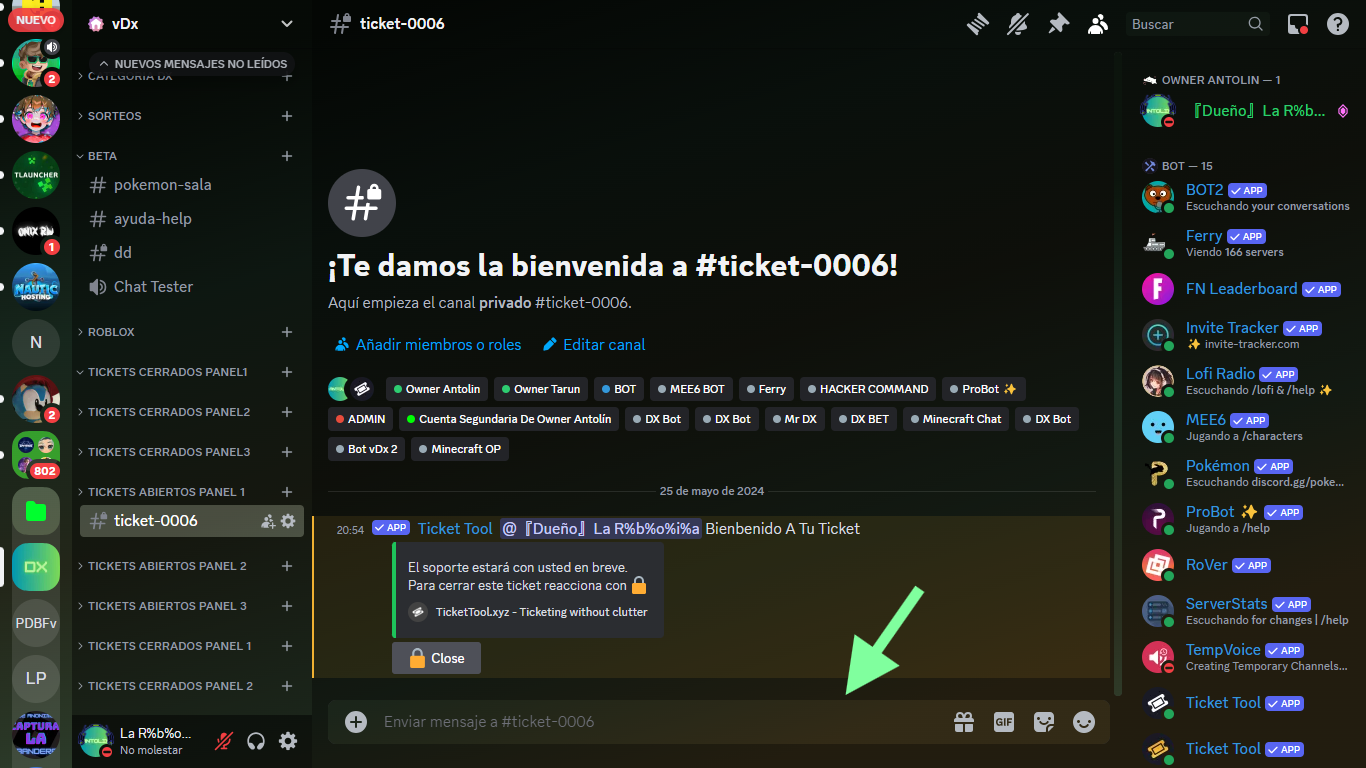 NUEVO
2
TLAUNCHER
ONIX RW
1
NAUTIC
HOSTING
N
2
802
DX
PDBFv
LP
CAPTURA
LA
vDx
NUEVOS MENSAJES NO LEÍDOS
CATEGORIA DX
SORTEOS
BETA
pokemon-sala
ayuda-help
dd
Chat Tester
ROBLOX
TICKETS CERRADOS PANEL1
TICKETS CERRADOS PANEL2
TICKETS CERRADOS PANEL3
TICKETS ABIERTOS PANEL 1
ticket-0006
TICKETS ABIERTOS PANEL 2
TICKETS ABIERTOS PANEL 3
TICKETS CERRADOS PANEL 1
TICKETS CERRADOS PANEL 2
La R%b%o...
No molestar
ticket-0006
Buscar
¡Te damos la bienvenida a #ticket-0006!
Aquí empieza el canal privado #ticket-0006.
Añadir miembros o roles Editar canal
Owner Antolin Owner Tarun BOT MEE6 BOT Ferry HACKER COMMAND ProBot ✨
ADMIN Cuenta Segundaria De Owner Antolín DX Bot DX Bot Mr DX DX BET Minecraft Chat DX Bot
Bot vDx 2 Minecraft OP
25 de mayo de 2024
20:54 APP Ticket Tool @『Dueño』La R%b%o%i%a Bienbenido A Tu Ticket
El soporte estará con usted en breve.
Para cerrar este ticket reacciona con 🔒
TicketTool.xyz - Ticketing without clutter
🔒 Close
Enviar mensaje a #ticket-0006
GIF
OWNER ANTOLIN — 1
『Dueño』La R%b...
BOT — 15
BOT2 APP
Escuchando your conversations
Ferry APP
Viendo 166 servers
FN Leaderboard APP
Invite Tracker APP
✨ invite-tracker.com
Lofi Radio APP
Escuchando /lofi & /help ✨
MEE6 APP
Jugando a /characters
Pokémon APP
Escuchando discord.gg/poke...
ProBot ✨ APP
Jugando a /help
RoVer APP
ServerStats APP
Escuchando for changes | /help
TempVoice APP
Creating Temporary Channels...
Ticket Tool APP
Ticket Tool APP